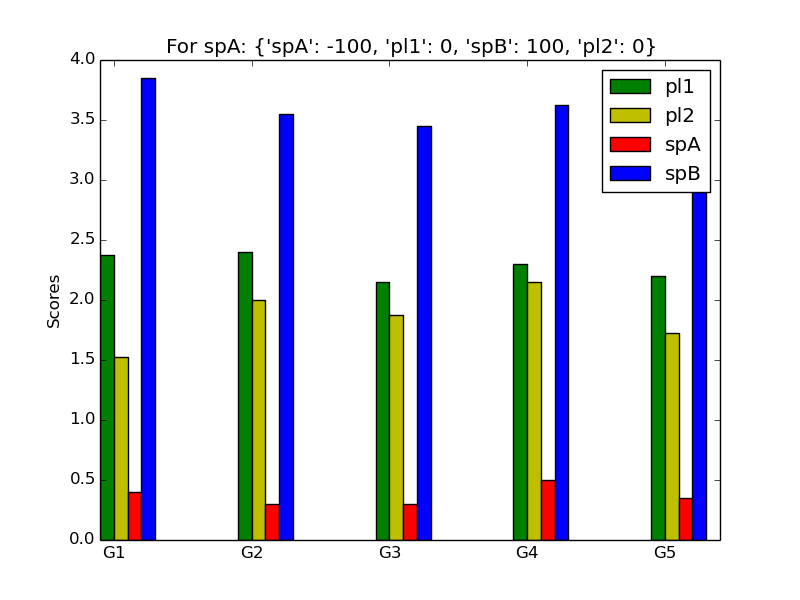 For spA: {'spA': -100, 'pl1': 0, 'spB': 100, 'pl2': 0}
4.0
3.5
3.0
2.5
2.0
1.5
1.0
0.5
0.0
Scores
pl1
pl2
spA
spB
G1 G2 G3 G4 G5